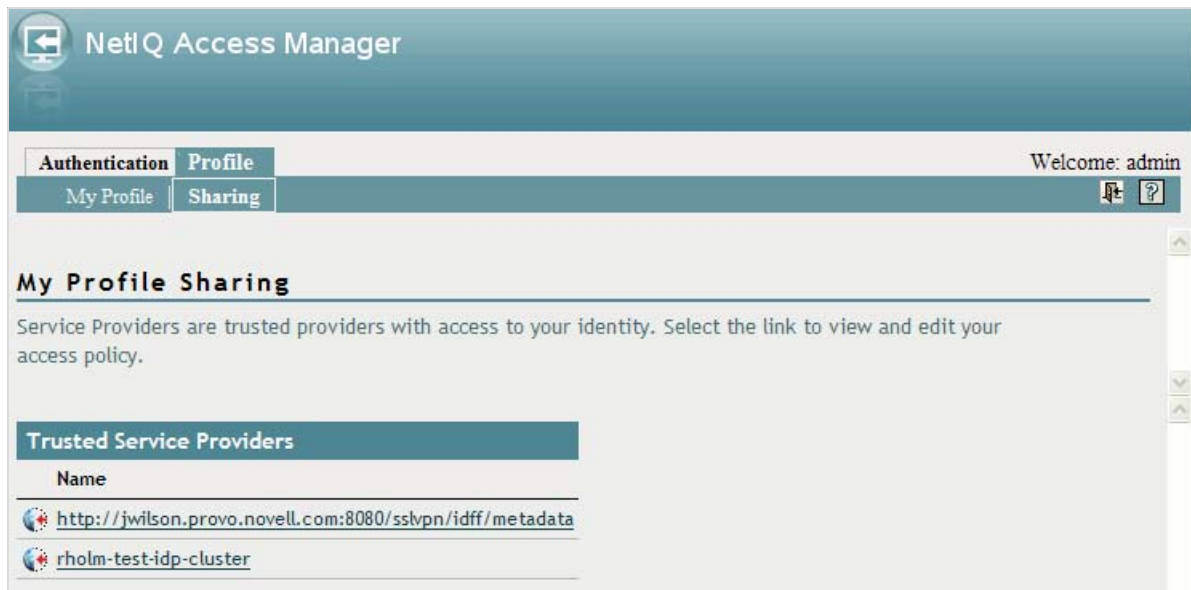 NetIQ Access Manager
Authentication Profile Welcome: admin
My Profile | Sharing ?
My Profile Sharing
Service Providers are trusted providers with access to your identity. Select the link to view and edit your
access policy.
Trusted Service Providers
Name
http://jwilson.provo.novell.com:8080/sslvpn/idff/metadata
rholm-test-idp-cluster